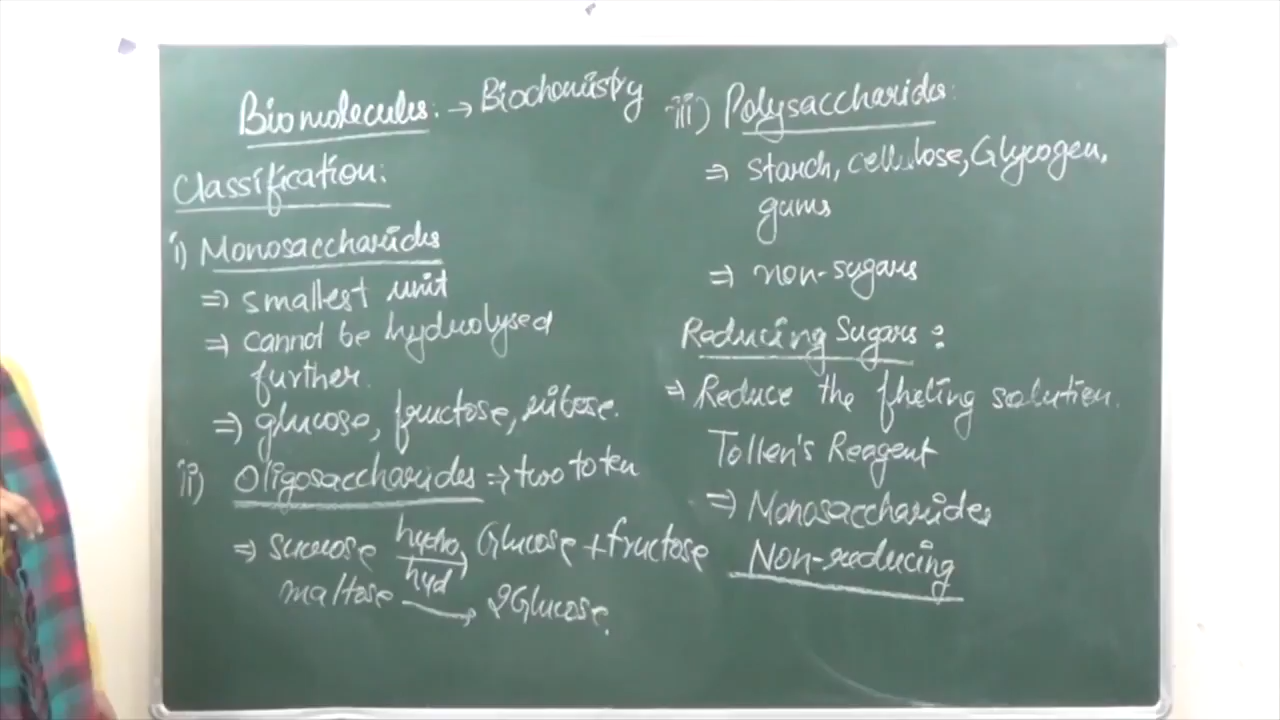 Biomolecules: → Biochemistry
Classification:
i) Monosaccharides
⇒ smallest unit
⇒ cannot be hydrolysed
further.
⇒ glucose, fructose, ribose.
ii) Oligosaccharides ⇒ two to ten
⇒ sucrose hydro hyd → Glucose + fructose
maltose → 2Glucose.
iii) Polysaccharides:
⇒ starch, cellulose, Glycogen,
gums
⇒ non-sugars
Reducing Sugars:
⇒ Reduce the fheling solution.
Tollen's Reagent
⇒ Monosaccharides
Non-reducing